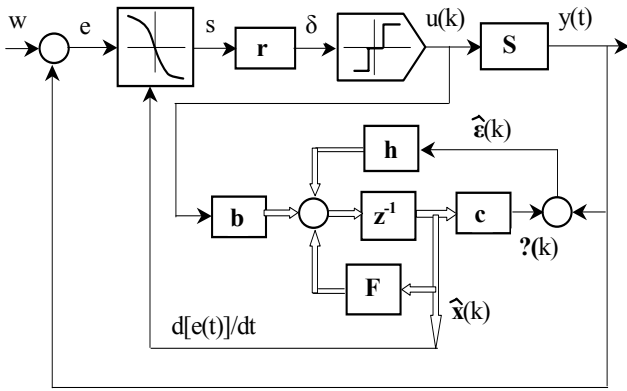 w
e
s
r
δ
u(k)
S
y(t)
h
ε̂(k)
b
z⁻¹
c
?(k)
F
x̂(k)
d[e(t)]/dt